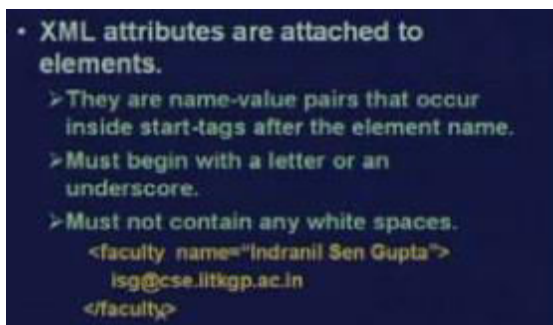 • XML attributes are attached to
elements.
➢They are name-value pairs that occur
inside start-tags after the element name.
➢Must begin with a letter or an
underscore.
➢Must not contain any white spaces.
<faculty name="Indranil Sen Gupta">
isg@cse.iitkgp.ac.in
</faculty>